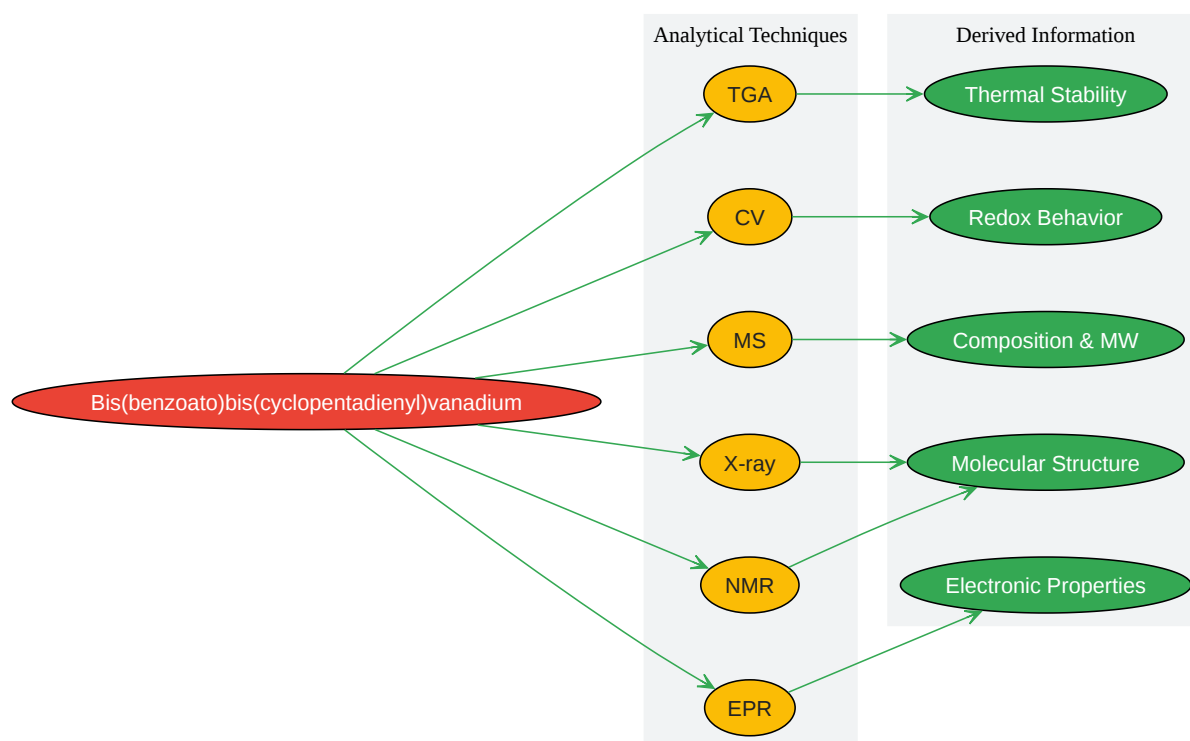 Analytical Techniques
Derived Information
TGA
Thermal Stability
CV
Redox Behavior
MS
Composition & MW
Bis(benzoato)bis(cyclopentadienyl)vanadium
X-ray
Molecular Structure
NMR
Electronic Properties
EPR